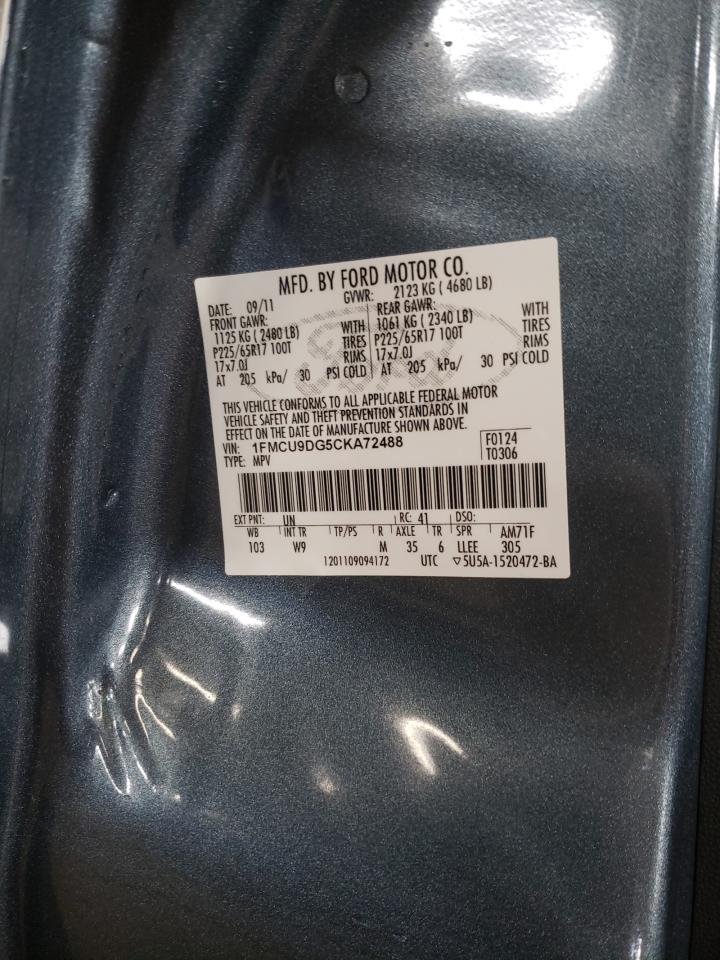 MFD. BY FORD MOTOR CO.
DATE: 09/11 GVWR: 2123 KG ( 4680 LB)
FRONT GAWR: REAR GAWR:
1125 KG ( 2480 LB) WITH 1061 KG ( 2340 LB) WITH
P225/65R17 100T TIRES P225/65R17 100T TIRES
17x7.0J RIMS 17x7.0J RIMS
AT 205 kPa/ 30 PSI COLD AT 205 kPa/ 30 PSI COLD
THIS VEHICLE CONFORMS TO ALL APPLICABLE FEDERAL MOTOR
VEHICLE SAFETY AND THEFT PREVENTION STANDARDS IN
EFFECT ON THE DATE OF MANUFACTURE SHOWN ABOVE.
VIN: 1FMCU9DG5CKA72488 F0124
TYPE: MPV T0306
EXT PNT: UN RC: 41 DSO:
WB INT TR TP/PS R AXLE TR SPR AM71F
103 W9 M 35 6 LLEE 305
1201109094172 UTC ▽5U5A-1520472-BA
Ford